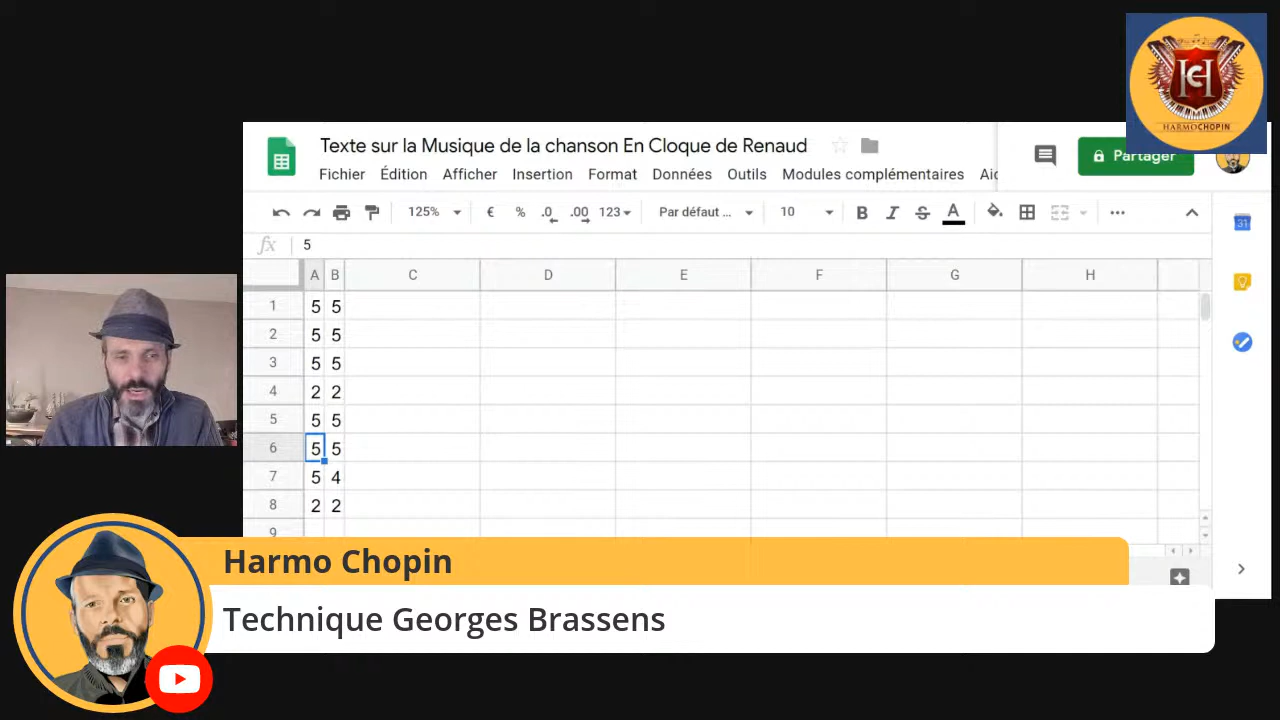 HC
HARMOCHOPIN
Texte sur la Musique de la chanson En Cloque de Renaud
Partager
Fichier Édition Afficher Insertion Format Données Outils Modules complémentaires Aid
125% € % .0 .00 123 Par défaut ... 10 B I S A ...
31
fx 5
A B C D E F G H
1 5 5
2 5 5
3 5 5
4 2 2
5 5 5
6 5 5
7 5 4
8 2 2
9
Harmo Chopin
Technique Georges Brassens